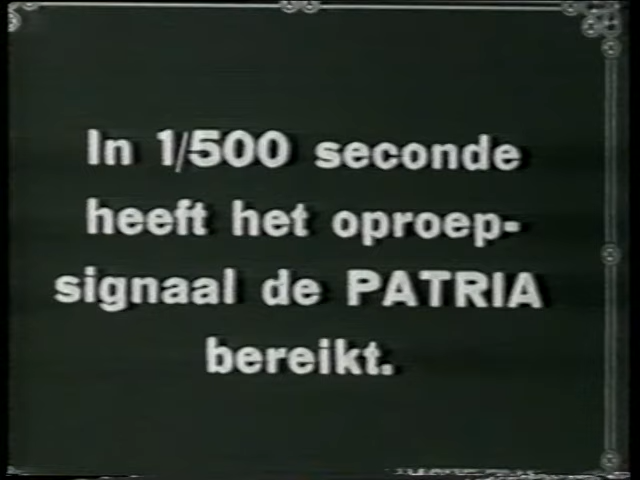 In 1/500 seconde
heeft het oproep-
signaal de PATRIA
bereikt.